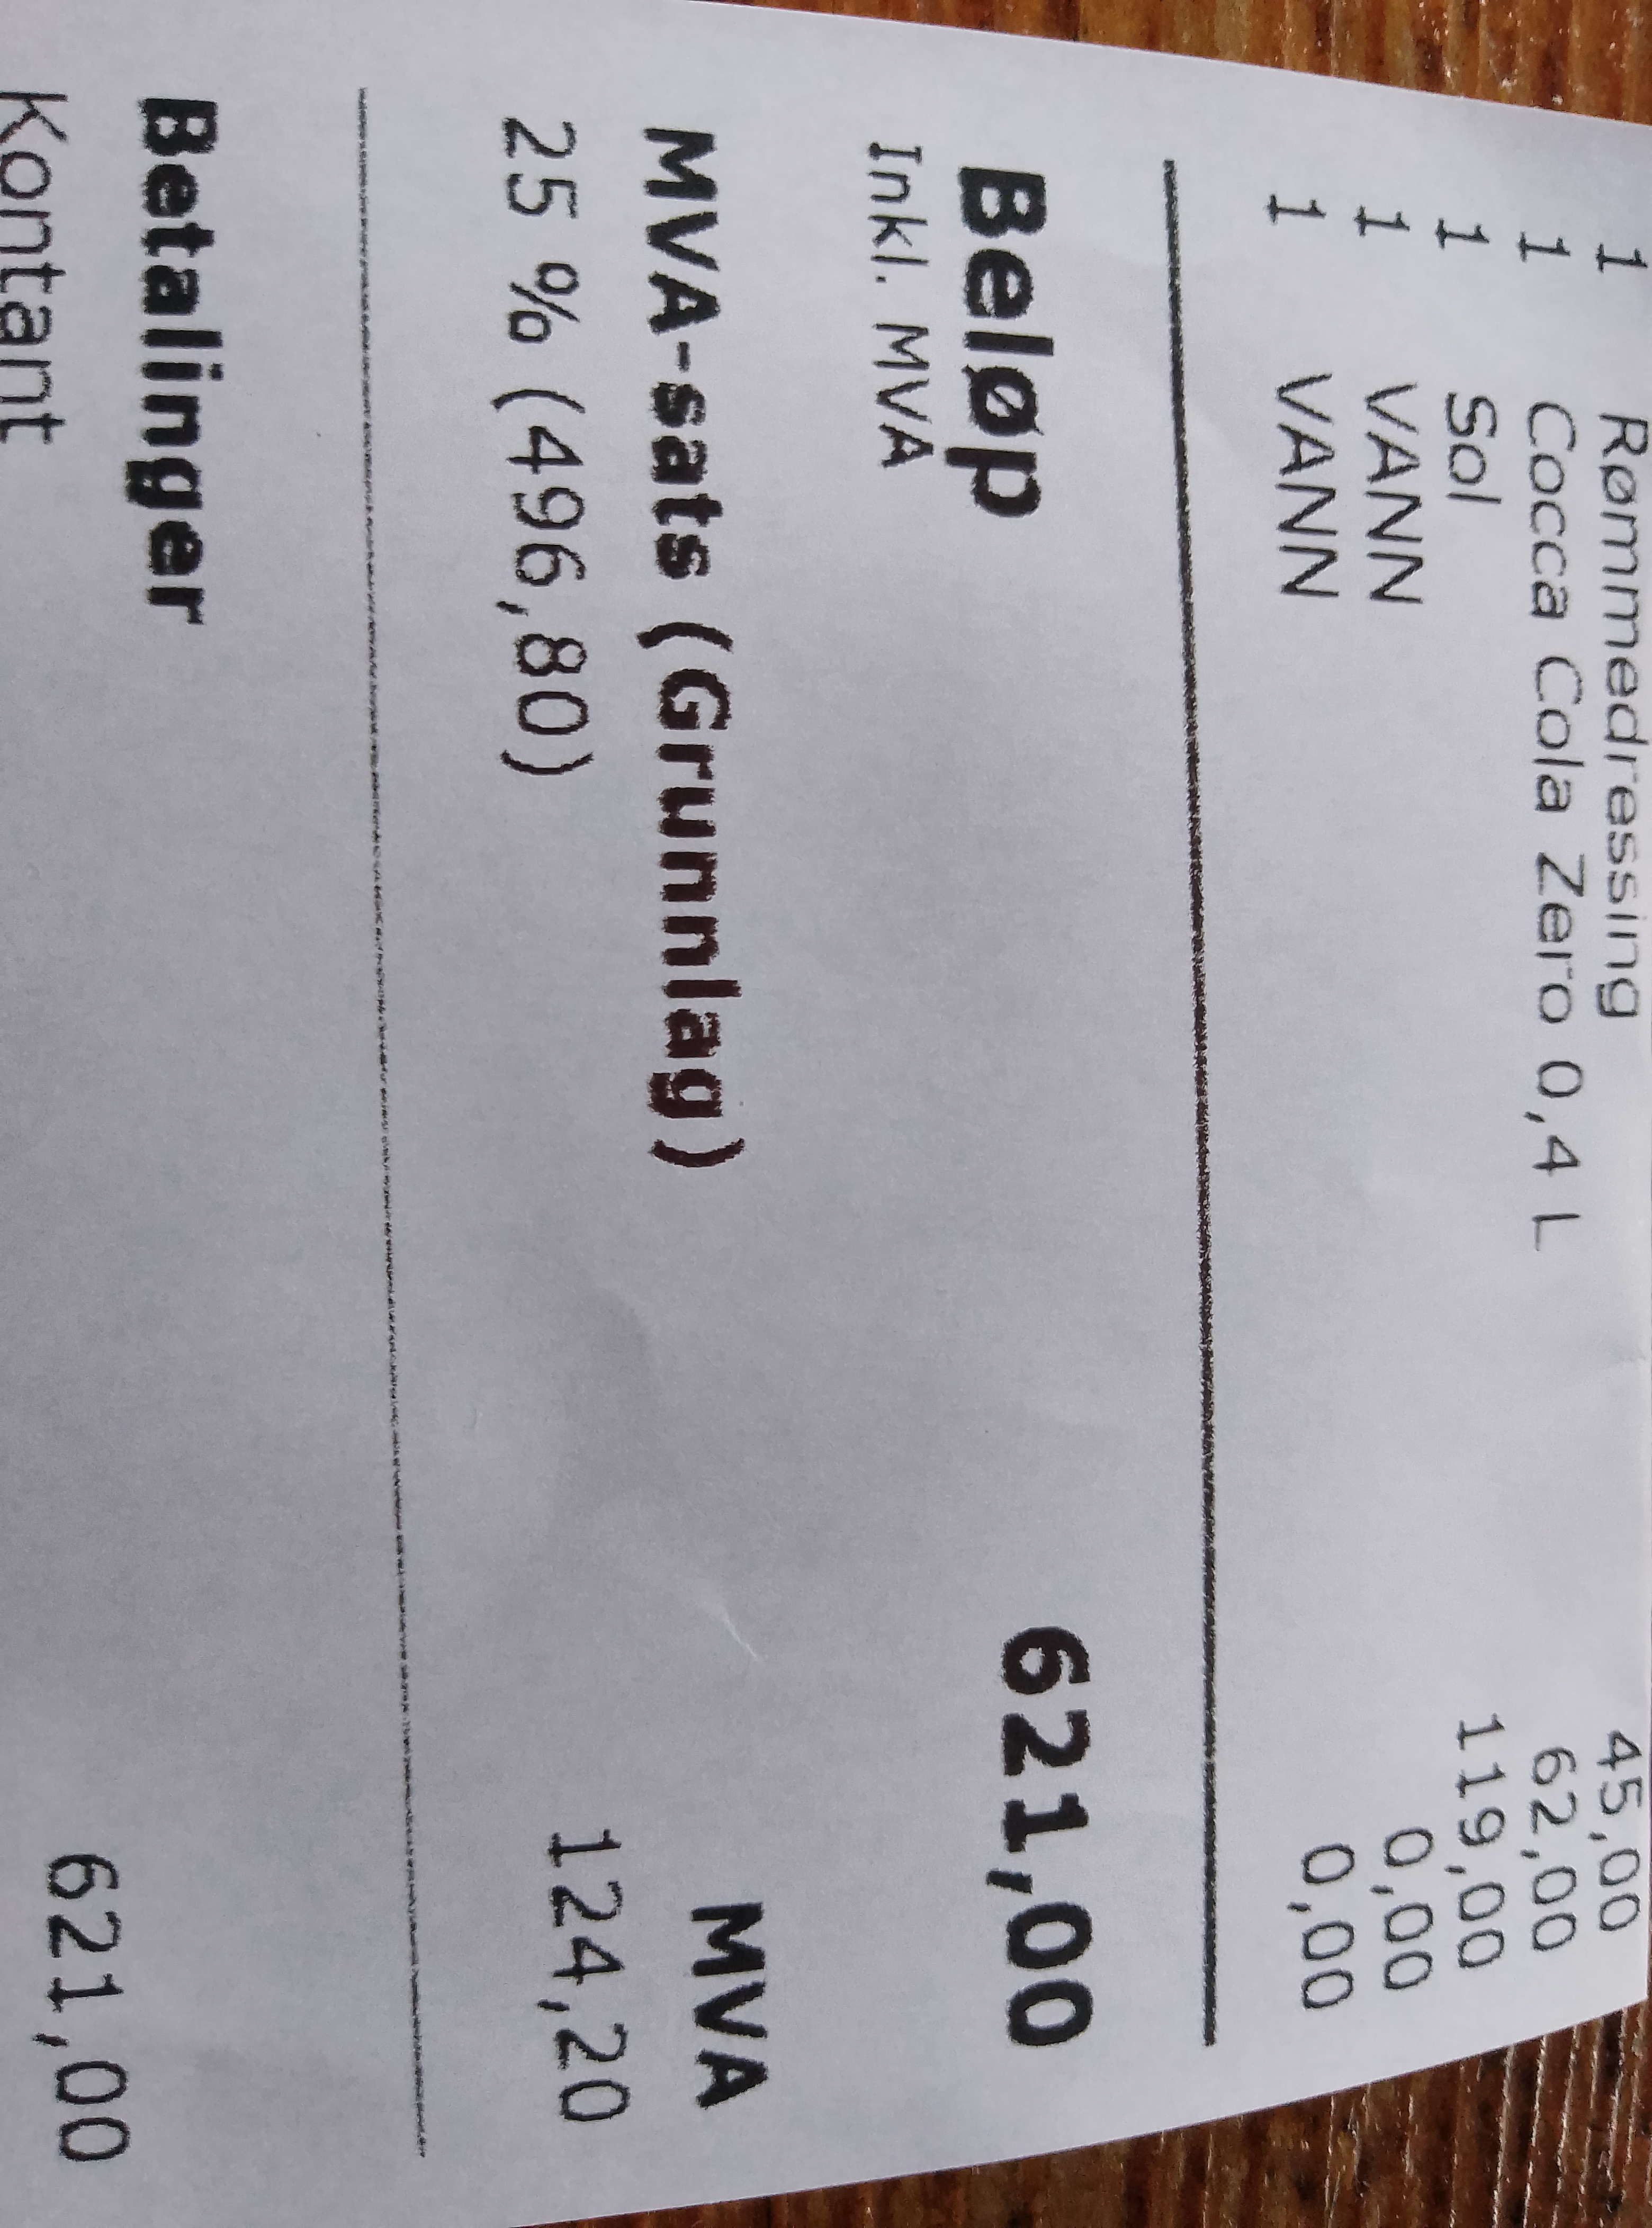 1 Rømmedressing 45,00
1 Cocca Cola Zero 0,4 L 62,00
1 Sol 119,00
1 VANN 0,00
1 VANN 0,00
Beløp 621,00
Inkl. MVA
MVA-sats (Grunnlag) MVA
25 % (496,80) 124,20
Betalinger
Kontant 621,00